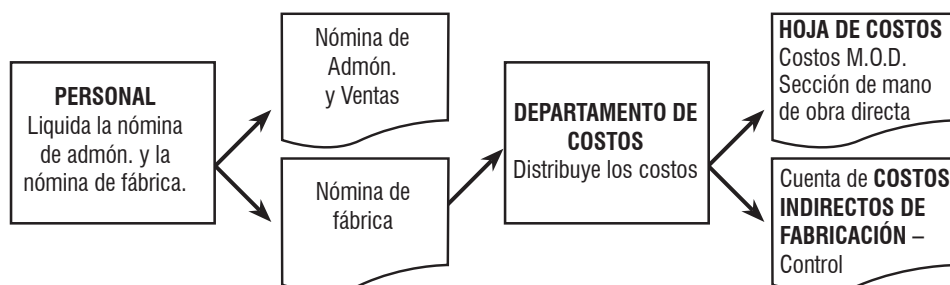 PERSONAL
Liquida la nómina
de admón. y la
nómina de fábrica.
Nómina de
Admón.
y Ventas
Nómina de
fábrica
DEPARTAMENTO DE
COSTOS
Distribuye los costos
HOJA DE COSTOS
Costos M.O.D.
Sección de mano
de obra directa
Cuenta de COSTOS
INDIRECTOS DE
FABRICACIÓN –
Control